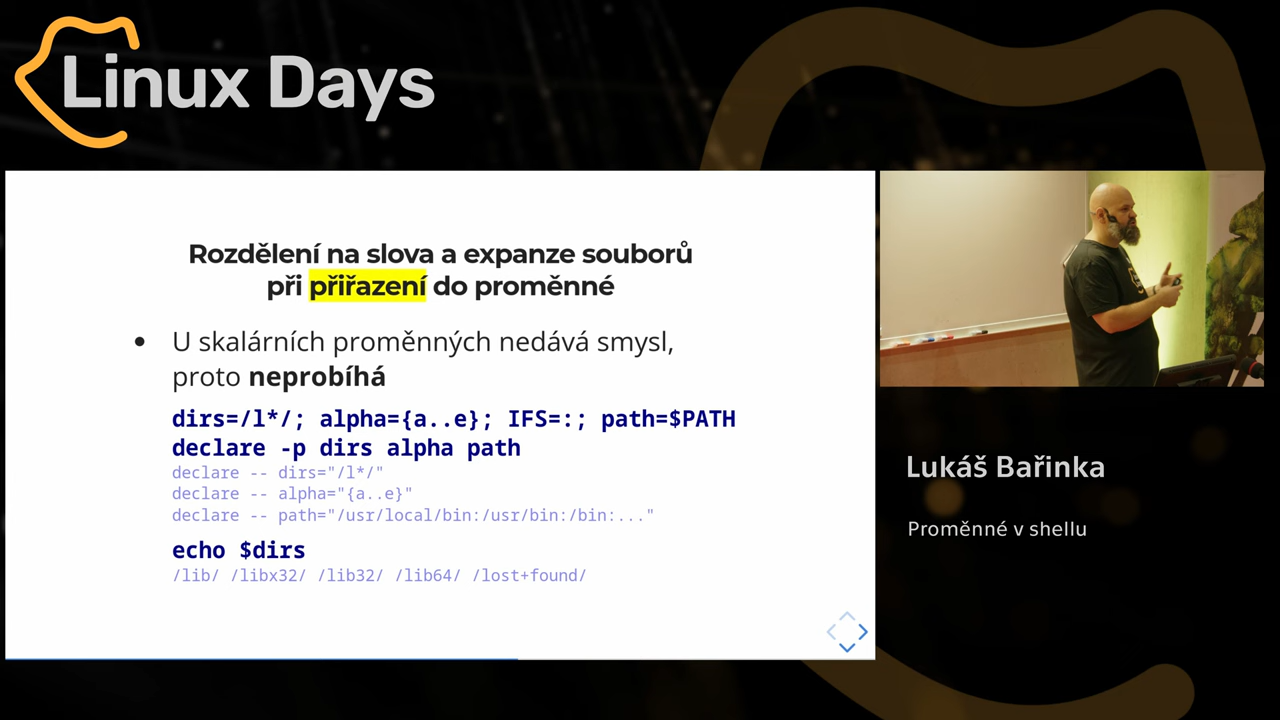 Linux Days
Rozdělení na slova a expanze souborů
při přiřazení do proměnné
U skalárních proměnných nedává smysl,
proto neprobíhá
dirs=/l*/; alpha={a..e}; IFS=:; path=$PATH
declare -p dirs alpha path
declare -- dirs="/l*/"
declare -- alpha="{a..e}"
declare -- path="/usr/local/bin:/usr/bin:/bin:..."
echo $dirs
/lib/ /libx32/ /lib32/ /lib64/ /lost+found/
Lukáš Bařinka
Proměnné v shellu